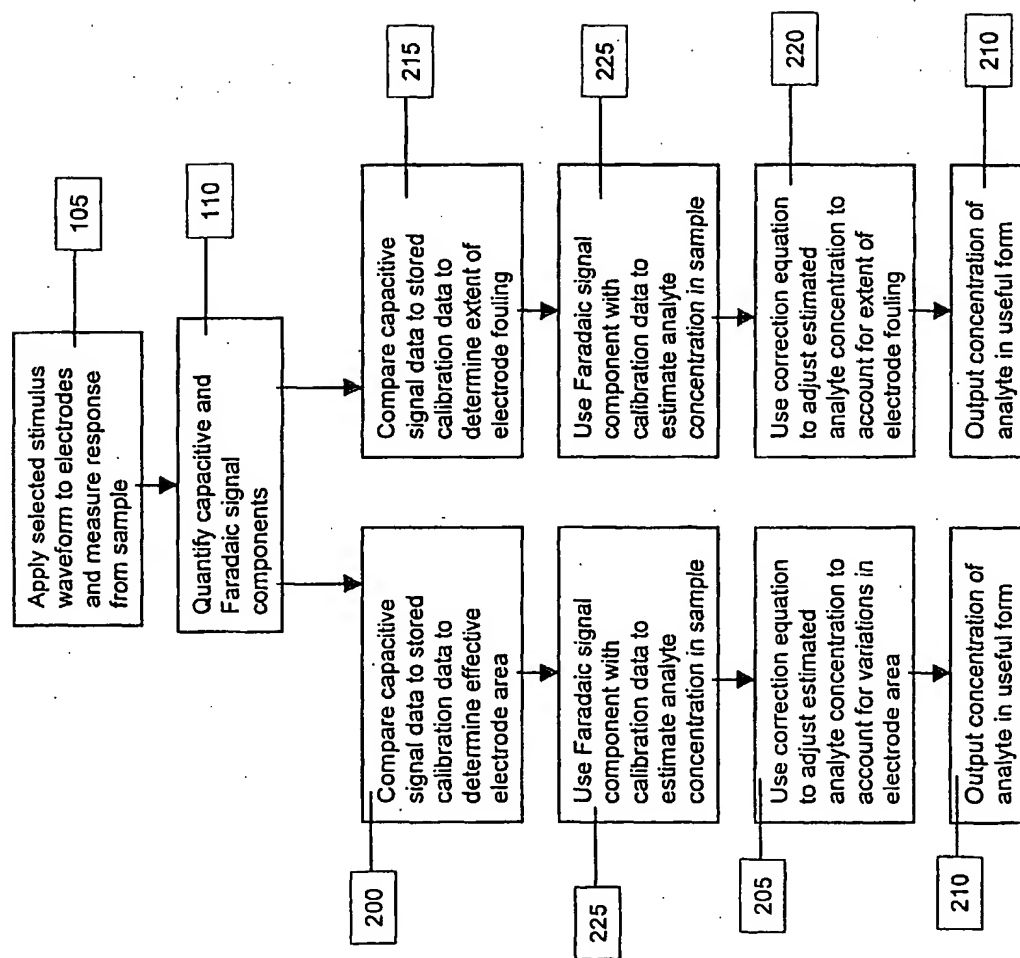 Apply selected stimulus
waveform to electrodes
and measure response
from sample
105
Quantify capacitive and
Faradaic signal
components
110
Compare capacitive
signal data to stored
calibration data to
determine effective
electrode area
200
Use Faradaic signal
component with
calibration data to
estimate analyte
concentration in sample
225
Use correction equation
to adjust estimated
analyte concentration to
account for variations in
electrode area
205
Output concentration of
analyte in useful form
210
Compare capacitive
signal data to stored
calibration data to
determine extent of
electrode fouling
215
Use Faradaic signal
component with
calibration data to
estimate analyte
concentration in sample
225
Use correction equation
to adjust estimated
analyte concentration to
account for extent of
electrode fouling
220
Output concentration of
analyte in useful form
210